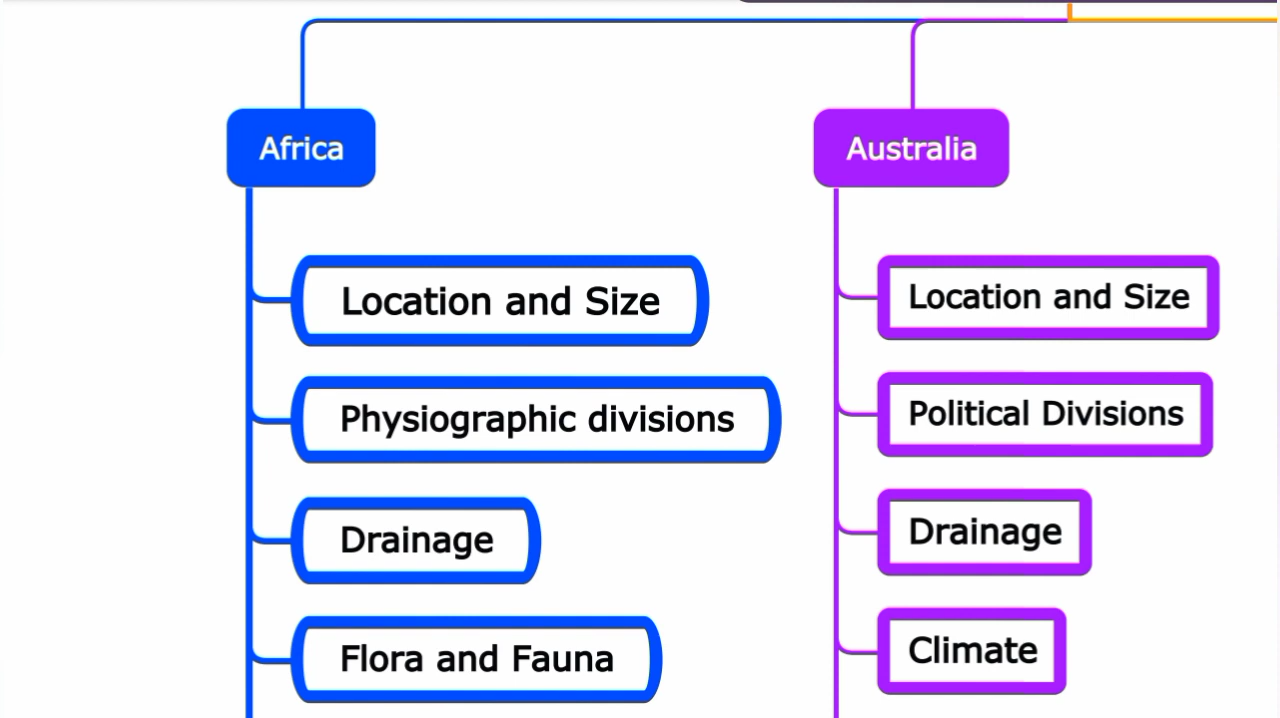 Africa
Location and Size
Physiographic divisions
Drainage
Flora and Fauna
Australia
Location and Size
Political Divisions
Drainage
Climate